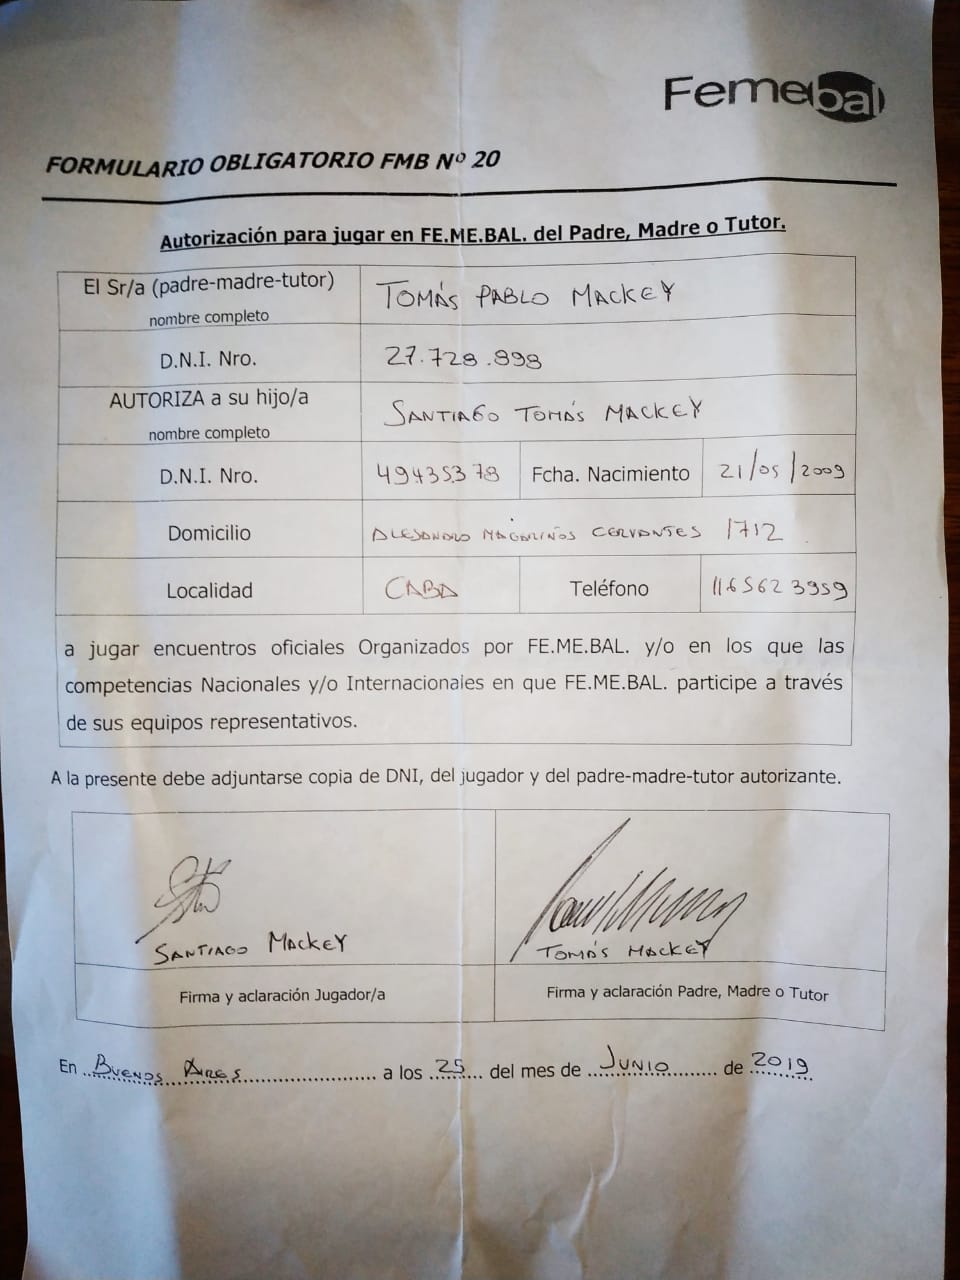 Femebal
FORMULARIO OBLIGATORIO FMB Nº 20
Autorización para jugar en FE.ME.BAL. del Padre, Madre o Tutor.
El Sr/a (padre-madre-tutor) TOMÁS PABLO MACKEY
nombre completo
D.N.I. Nro. 27.728.898
AUTORIZA a su hijo/a SANTIAGO TOMÁS MACKEY
nombre completo
D.N.I. Nro. 49435378 Fcha. Nacimiento 21/05/2009
Domicilio ALEJANDRO MAGARIÑOS CERVANTES 1712
Localidad CABA Teléfono 1165623959
a jugar encuentros oficiales Organizados por FE.ME.BAL. y/o en los que las
competencias Nacionales y/o Internacionales en que FE.ME.BAL. participe a través
de sus equipos representativos.
A la presente debe adjuntarse copia de DNI, del jugador y del padre-madre-tutor autorizante.
SANTIAGO MACKEY TOMÁS MACKEY
Firma y aclaración Jugador/a Firma y aclaración Padre, Madre o Tutor
En BUENOS AIRES a los 25 del mes de JUNIO de 2019